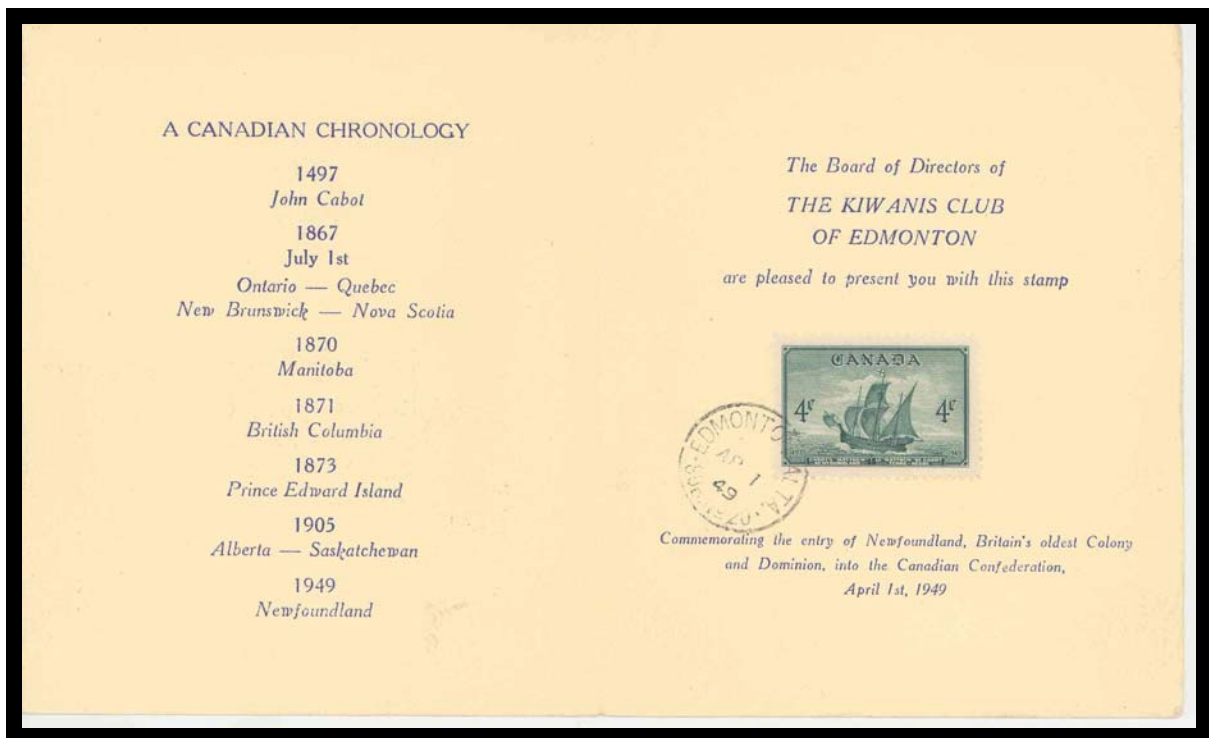 A CANADIAN CHRONOLOGY
1497
John Cabot
1867
July 1st
Ontario — Quebec
New Brunswick — Nova Scotia
1870
Manitoba
1871
British Columbia
1873
Prince Edward Island
1905
Alberta — Saskatchewan
1949
Newfoundland
The Board of Directors of
THE KIWANIS CLUB
OF EDMONTON
are pleased to present you with this stamp
CANADA
4¢ 4¢
EDMONTO ALTA.
AP 1
49
Commemorating the entry of Newfoundland, Britain's oldest Colony
and Dominion, into the Canadian Confederation,
April 1st, 1949